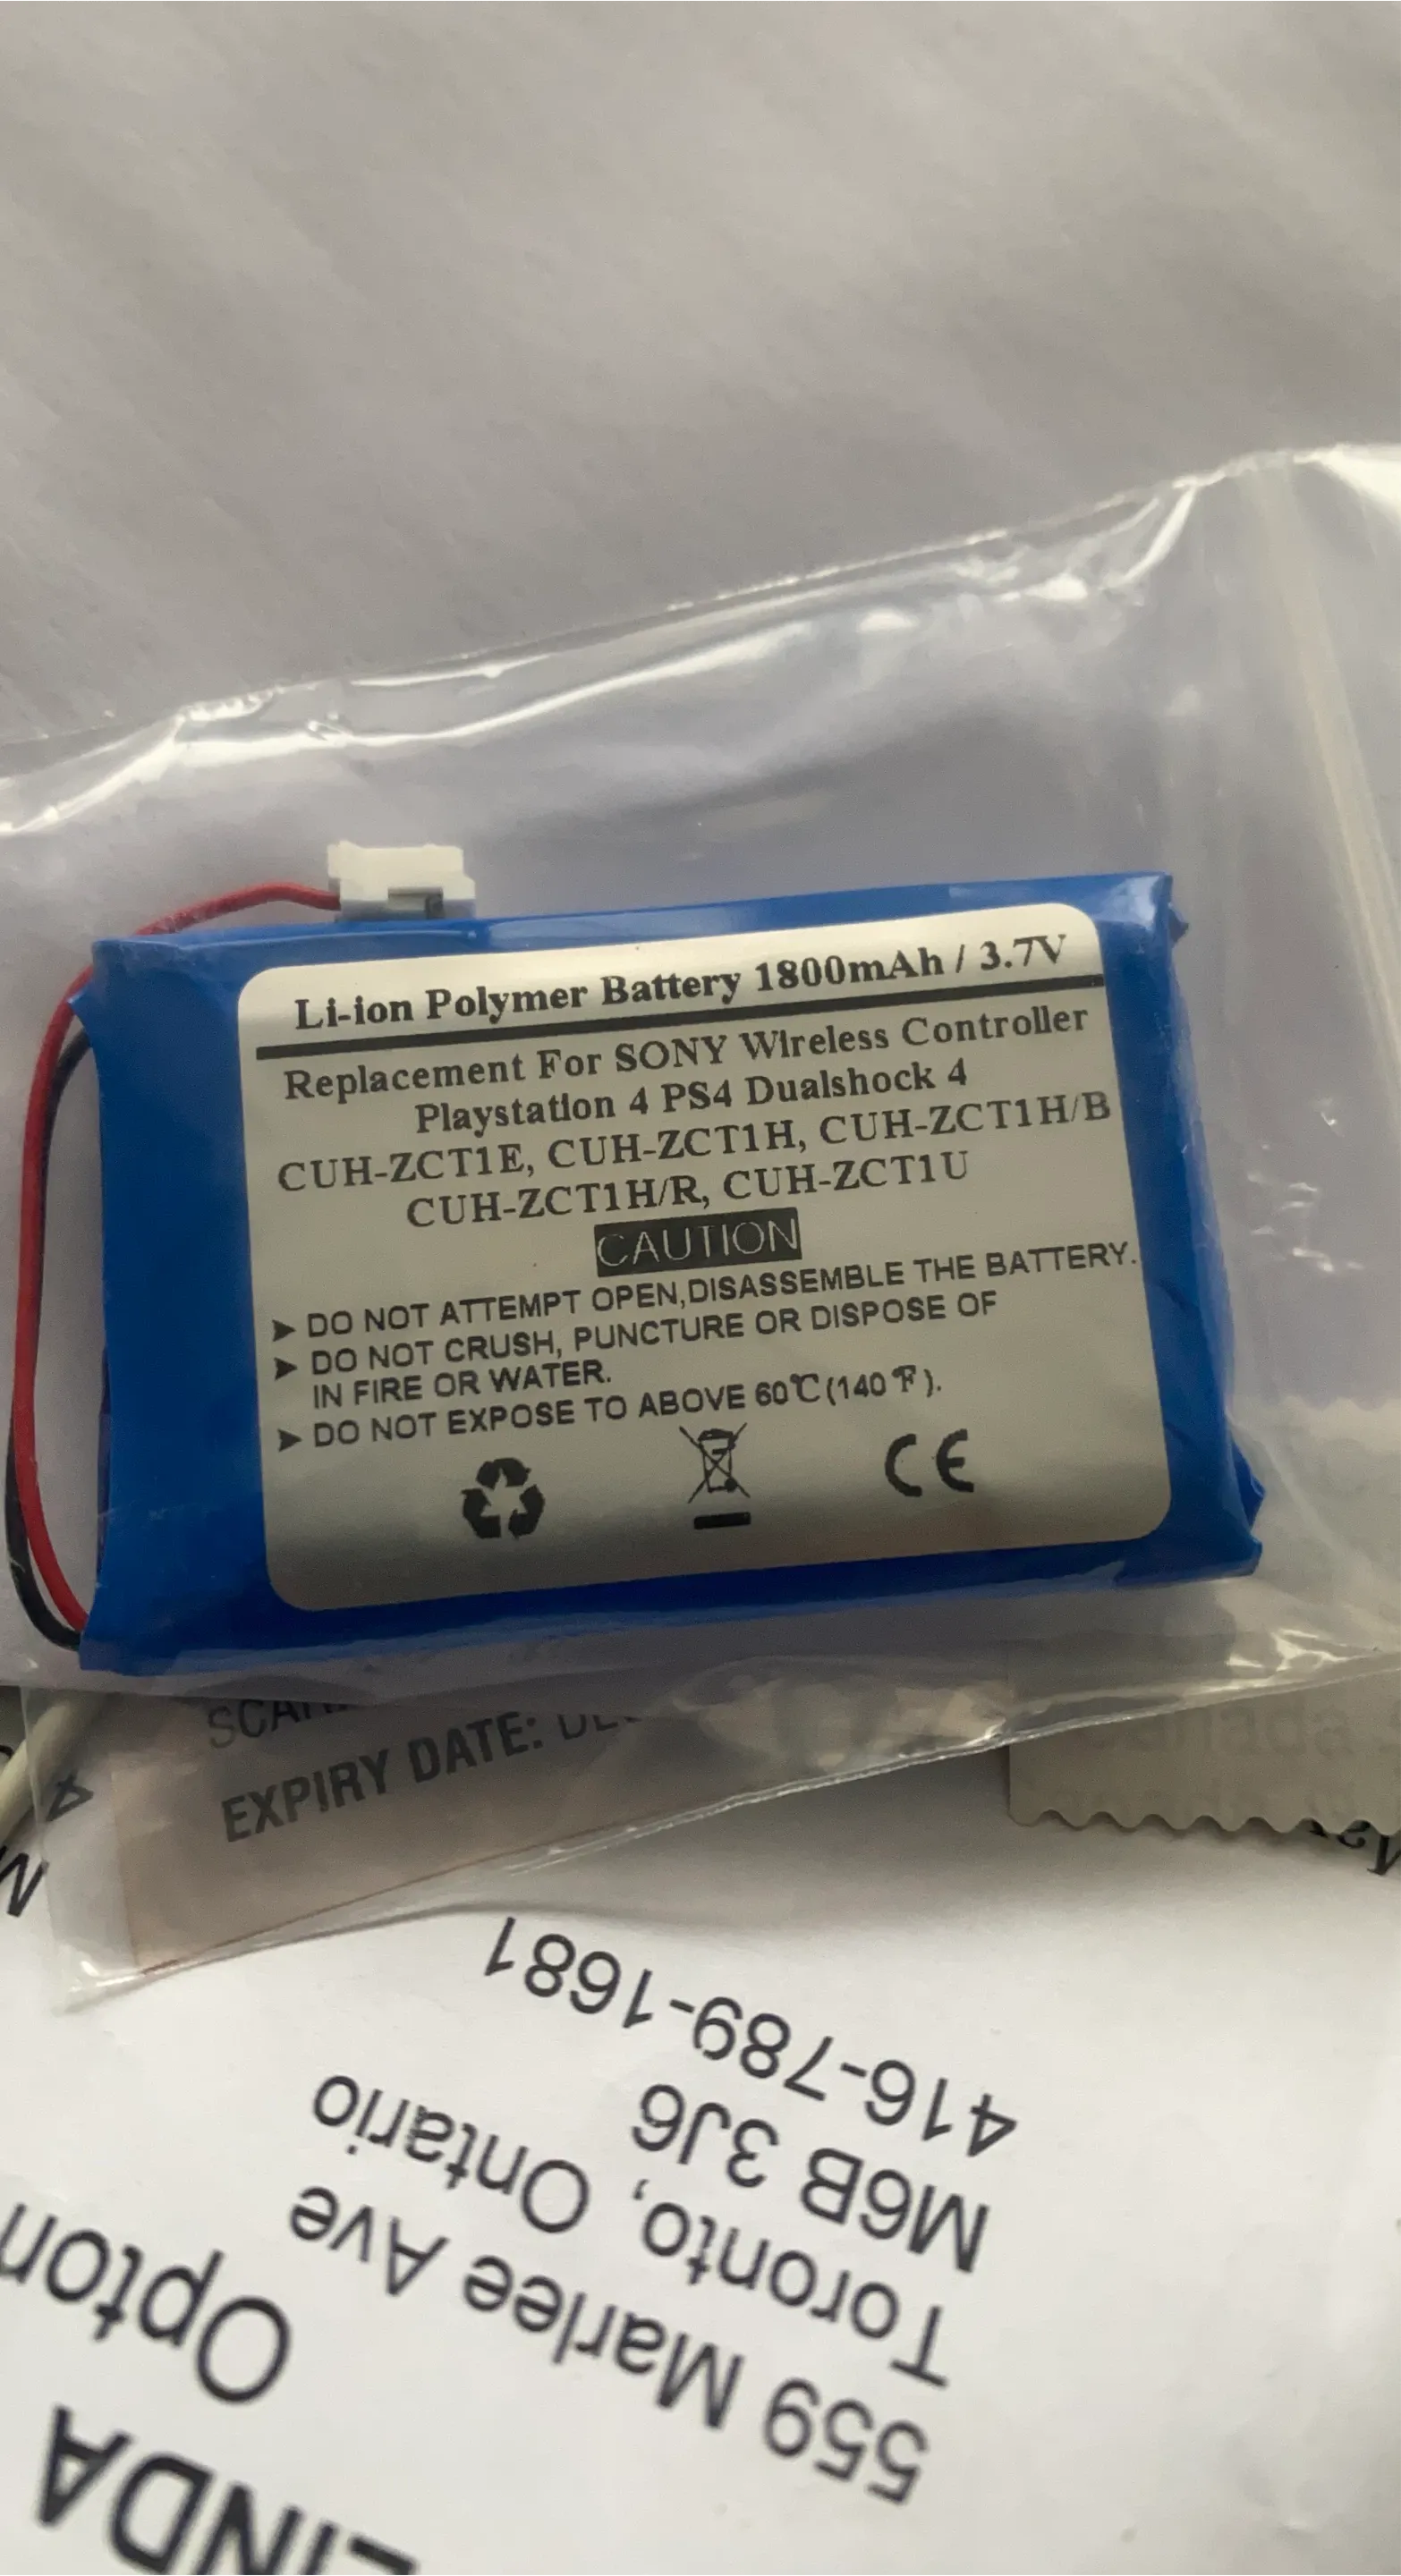 Li-ion Polymer Battery 1800mAh / 3.7V
Replacement For SONY Wireless Controller
Playstation 4 PS4 Dualshock 4
CUH-ZCT1E, CUH-ZCT1H, CUH-ZCT1H/B
CUH-ZCT1H/R, CUH-ZCT1U
CAUTION
➤ DO NOT ATTEMPT OPEN,DISASSEMBLE THE BATTERY.
➤ DO NOT CRUSH, PUNCTURE OR DISPOSE OF
IN FIRE OR WATER.
➤ DO NOT EXPOSE TO ABOVE 60℃(140℉).
CE
EXPIRY DATE:
559 Marlee Ave
Toronto, Ontario
M6B 3J6
416-789-1681